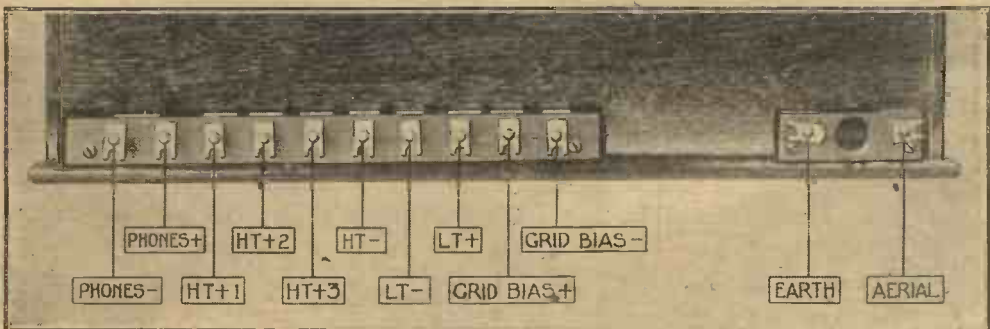 PHONES+ HT+2 HT- LT+ GRID BIAS-
PHONES- HT+1 HT+3 LT- GRID BIAS+ EARTH AERIAL